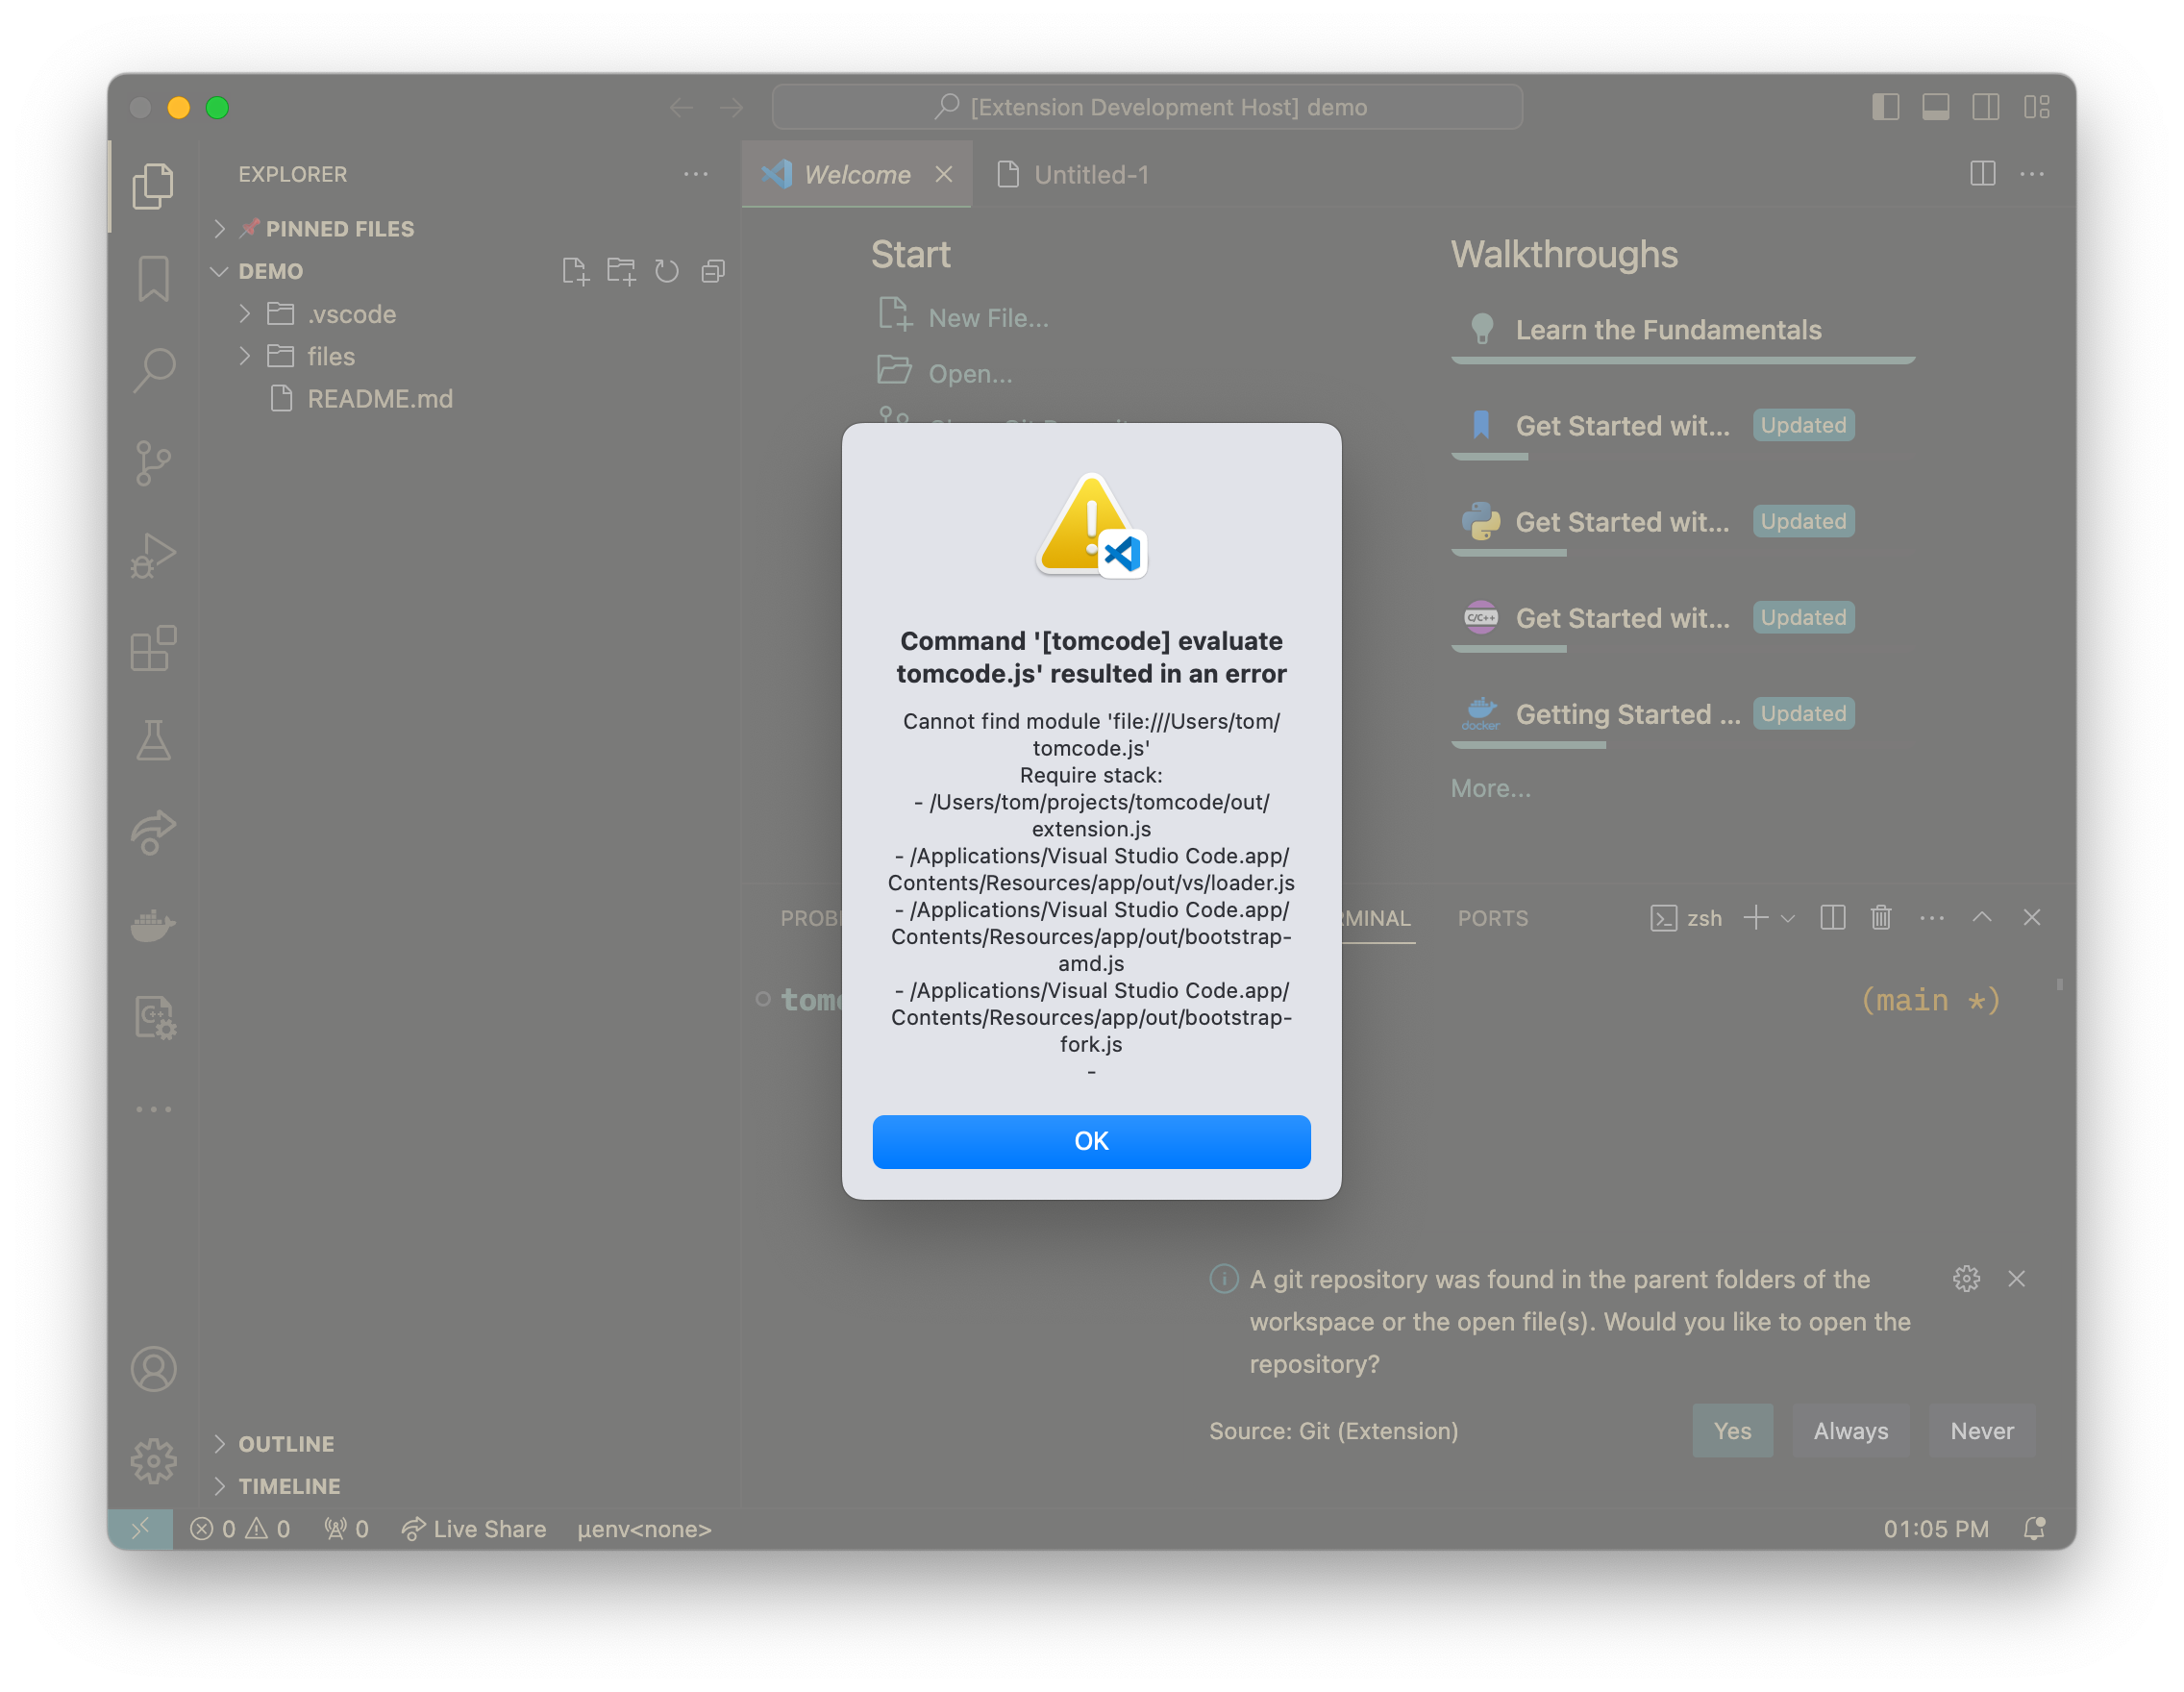 [Extension Development Host] demo
EXPLORER
Welcome
Untitled-1
PINNED FILES
DEMO
.vscode
files
README.md
OUTLINE
TIMELINE
Start
New File...
Open...
Walkthroughs
Learn the Fundamentals
Get Started wit... Updated
Get Started wit... Updated
C/C++
Get Started wit... Updated
docker
Getting Started ... Updated
More...
Command '[tomcode] evaluate
tomcode.js' resulted in an error
Cannot find module 'file:///Users/tom/
tomcode.js'
Require stack:
- /Users/tom/projects/tomcode/out/
extension.js
- /Applications/Visual Studio Code.app/
Contents/Resources/app/out/vs/loader.js
- /Applications/Visual Studio Code.app/
Contents/Resources/app/out/bootstrap-
amd.js
- /Applications/Visual Studio Code.app/
Contents/Resources/app/out/bootstrap-
fork.js
-
OK
PORTS
zsh
(main *)
A git repository was found in the parent folders of the
workspace or the open file(s). Would you like to open the
repository?
Source: Git (Extension)
Yes
Always
Never
0 0 0 Live Share µenv<none>
01:05 PM